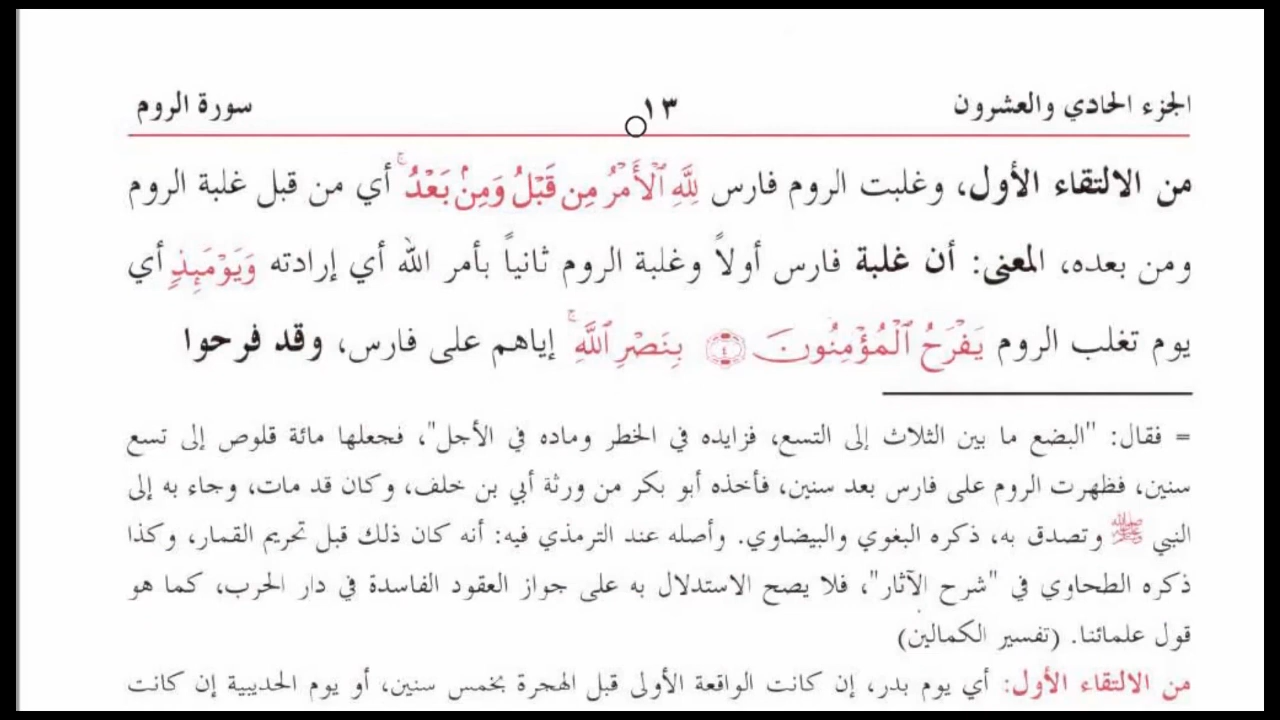 الجزء الحادي والعشرون ١٣ سورة الروم
من الالتقاء الأول، وغلبت الروم فارس لِلَّهِ ٱلْأَمْرُ مِن قَبْلُ وَمِنۢ بَعْدُ ۚ أي من قبل غلبة الروم
ومن بعده، المعنى: أن غلبة فارس أولاً وغلبة الروم ثانياً بأمر الله أي إرادته وَيَوْمَئِذٍ أي
يوم تغلب الروم يَفْرَحُ ٱلْمُؤْمِنُونَ ٤ بِنَصْرِ ٱللَّهِ ۚ إياهم على فارس، وقد فرحوا
= فقال: "البضع ما بين الثلاث إلى التسع، فزايده في الخطر وماده في الأجل"، فجعلها مائة قلوص إلى تسع
سنين، فظهرت الروم على فارس بعد سنين، فأخذه أبو بكر من ورثة أبي بن خلف، وكان قد مات، وجاء به إلى
النبي ﷺ وتصدق به، ذكره البغوي والبيضاوي. وأصله عند الترمذي فيه: أنه كان ذلك قبل تحريم القمار، وكذا
ذكره الطحاوي في "شرح الآثار"، فلا يصح الاستدلال به على جواز العقود الفاسدة في دار الحرب، كما هو
قول علمائنا. (تفسير الكمالين)
من الالتقاء الأول: أي يوم بدر، إن كانت الواقعة الأولى قبل الهجرة بخمس سنين، أو يوم الحديبية إن كانت